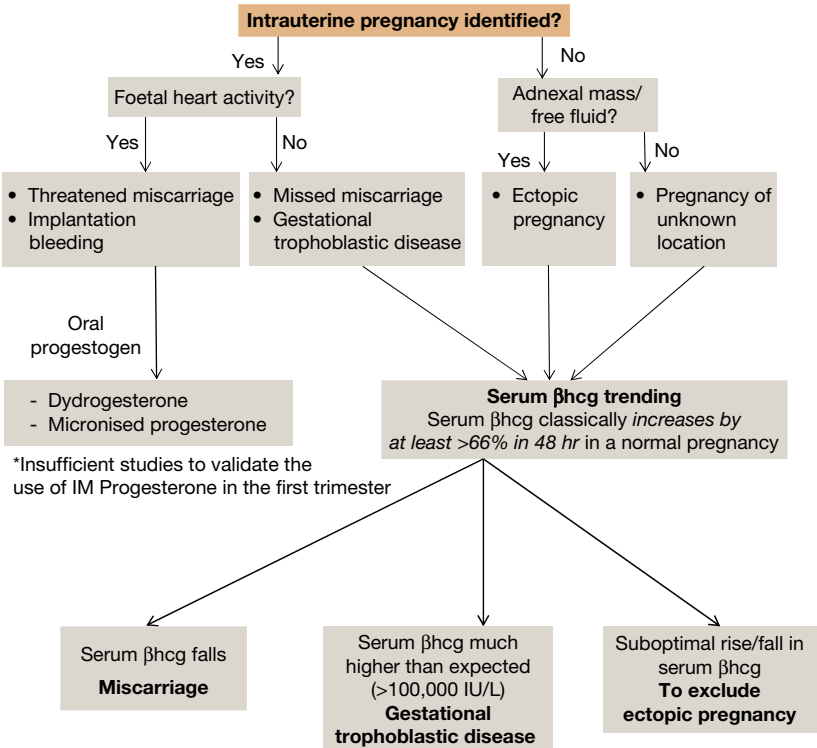 Intrauterine pregnancy identified?
Yes
No
Foetal heart activity?
Adnexal mass/
free fluid?
Yes
No
Yes
No
• Threatened miscarriage
• Implantation
bleeding
• Missed miscarriage
• Gestational
trophoblastic disease
• Ectopic
pregnancy
• Pregnancy of
unknown
location
Oral
progestogen
- Dydrogesterone
- Micronised progesterone
*Insufficient studies to validate the
use of IM Progesterone in the first trimester
Serum βhcg trending
Serum βhcg classically increases by
at least >66% in 48 hr in a normal pregnancy
Serum βhcg falls
Miscarriage
Serum βhcg much
higher than expected
(>100,000 IU/L)
Gestational
trophoblastic disease
Suboptimal rise/fall in
serum βhcg
To exclude
ectopic pregnancy